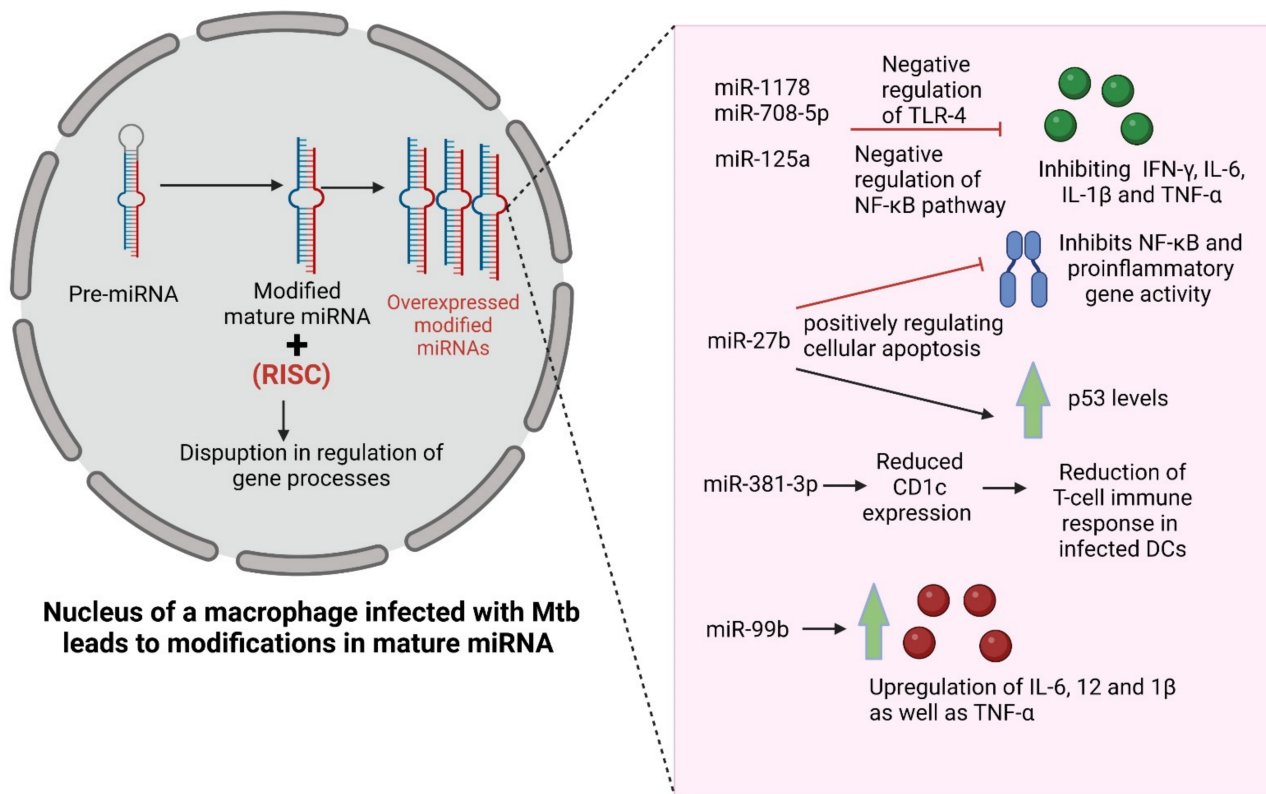 Pre-miRNA
Modified
mature miRNA
+
(RISC)
Overexpressed
modified
miRNAs
Dispuption in regulation of
gene processes
Nucleus of a macrophage infected with Mtb
leads to modifications in mature miRNA
miR-1178
miR-708-5p
Negative
regulation
of TLR-4
miR-125a
Negative
regulation of
NF-κB pathway
Inhibiting IFN-γ, IL-6,
IL-1β and TNF-α
Inhibits NF-κB and
proinflammatory
gene activity
miR-27b
positively regulating
cellular apoptosis
p53 levels
miR-381-3p
Reduced
CD1c
expression
Reduction of
T-cell immune
response in
infected DCs
miR-99b
Upregulation of IL-6, 12 and 1β
as well as TNF-α